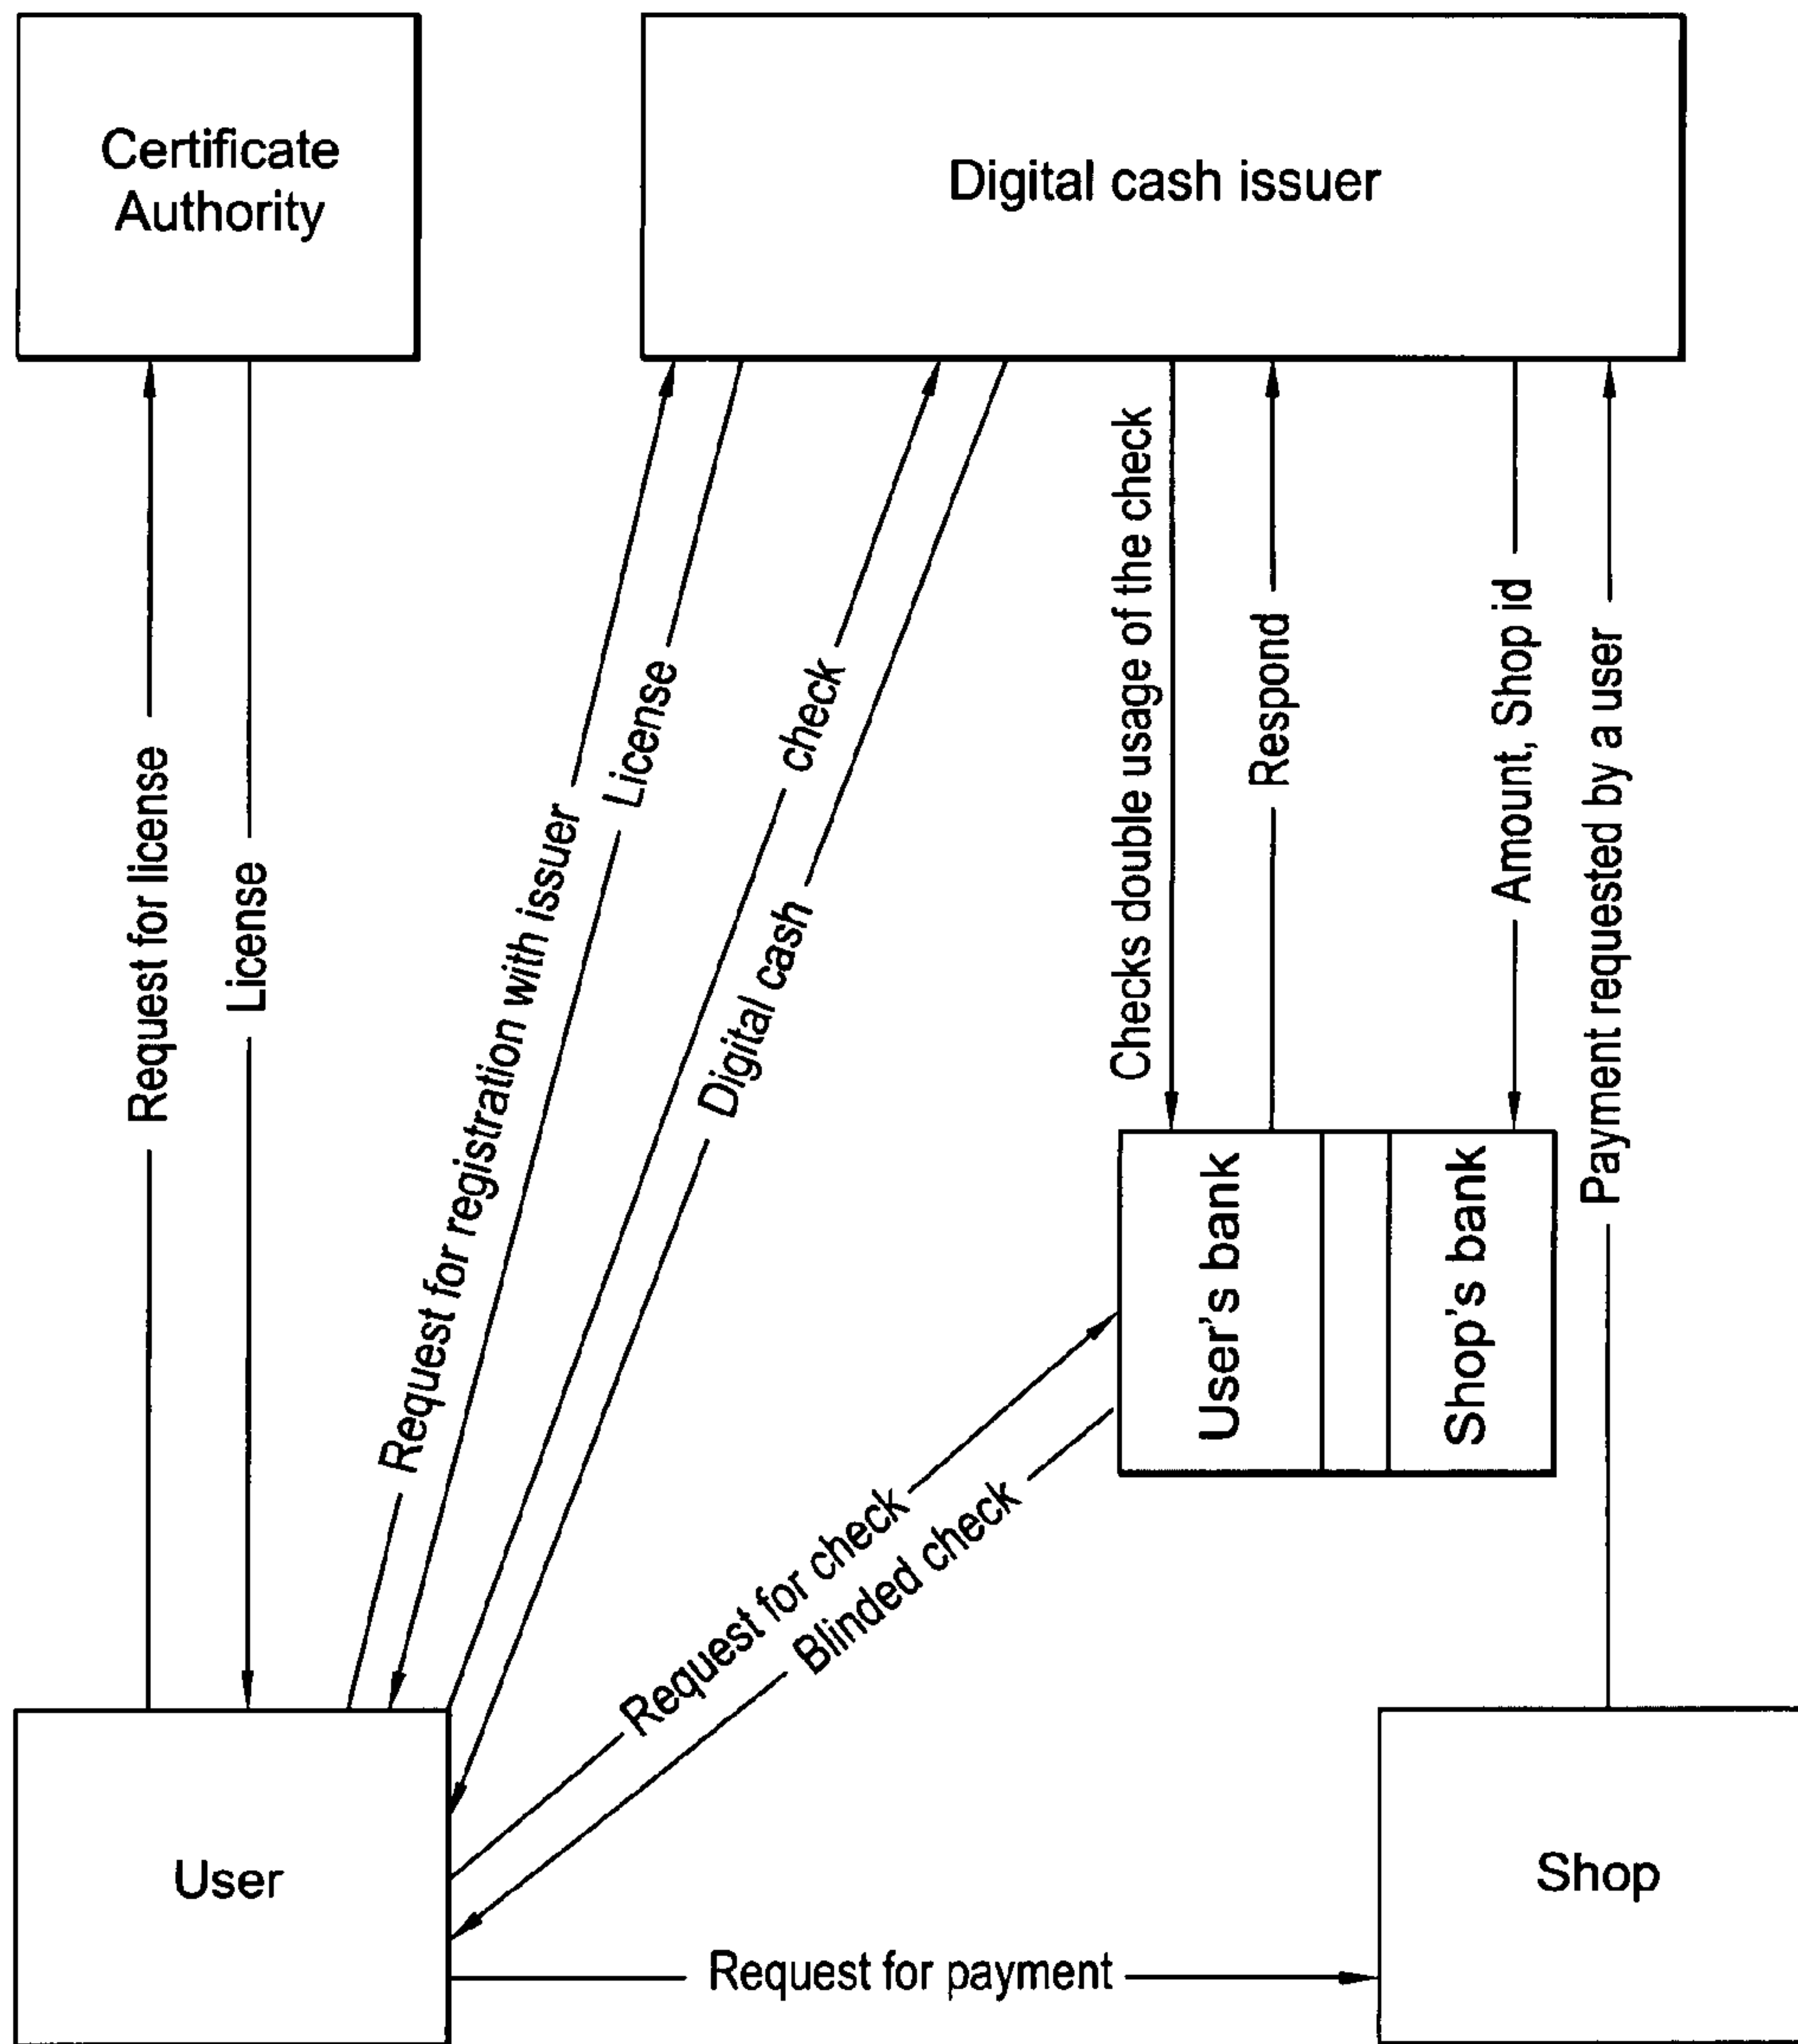 Certificate
Authority
Digital cash issuer
Request for license
License
Request for registration with issuer
License
check
Digital cash
Checks double usage of the check
Respond
Amount, Shop id
Payment requested by a user
User's bank
Shop's bank
Request for check
Blinded check
User
Shop
Request for payment